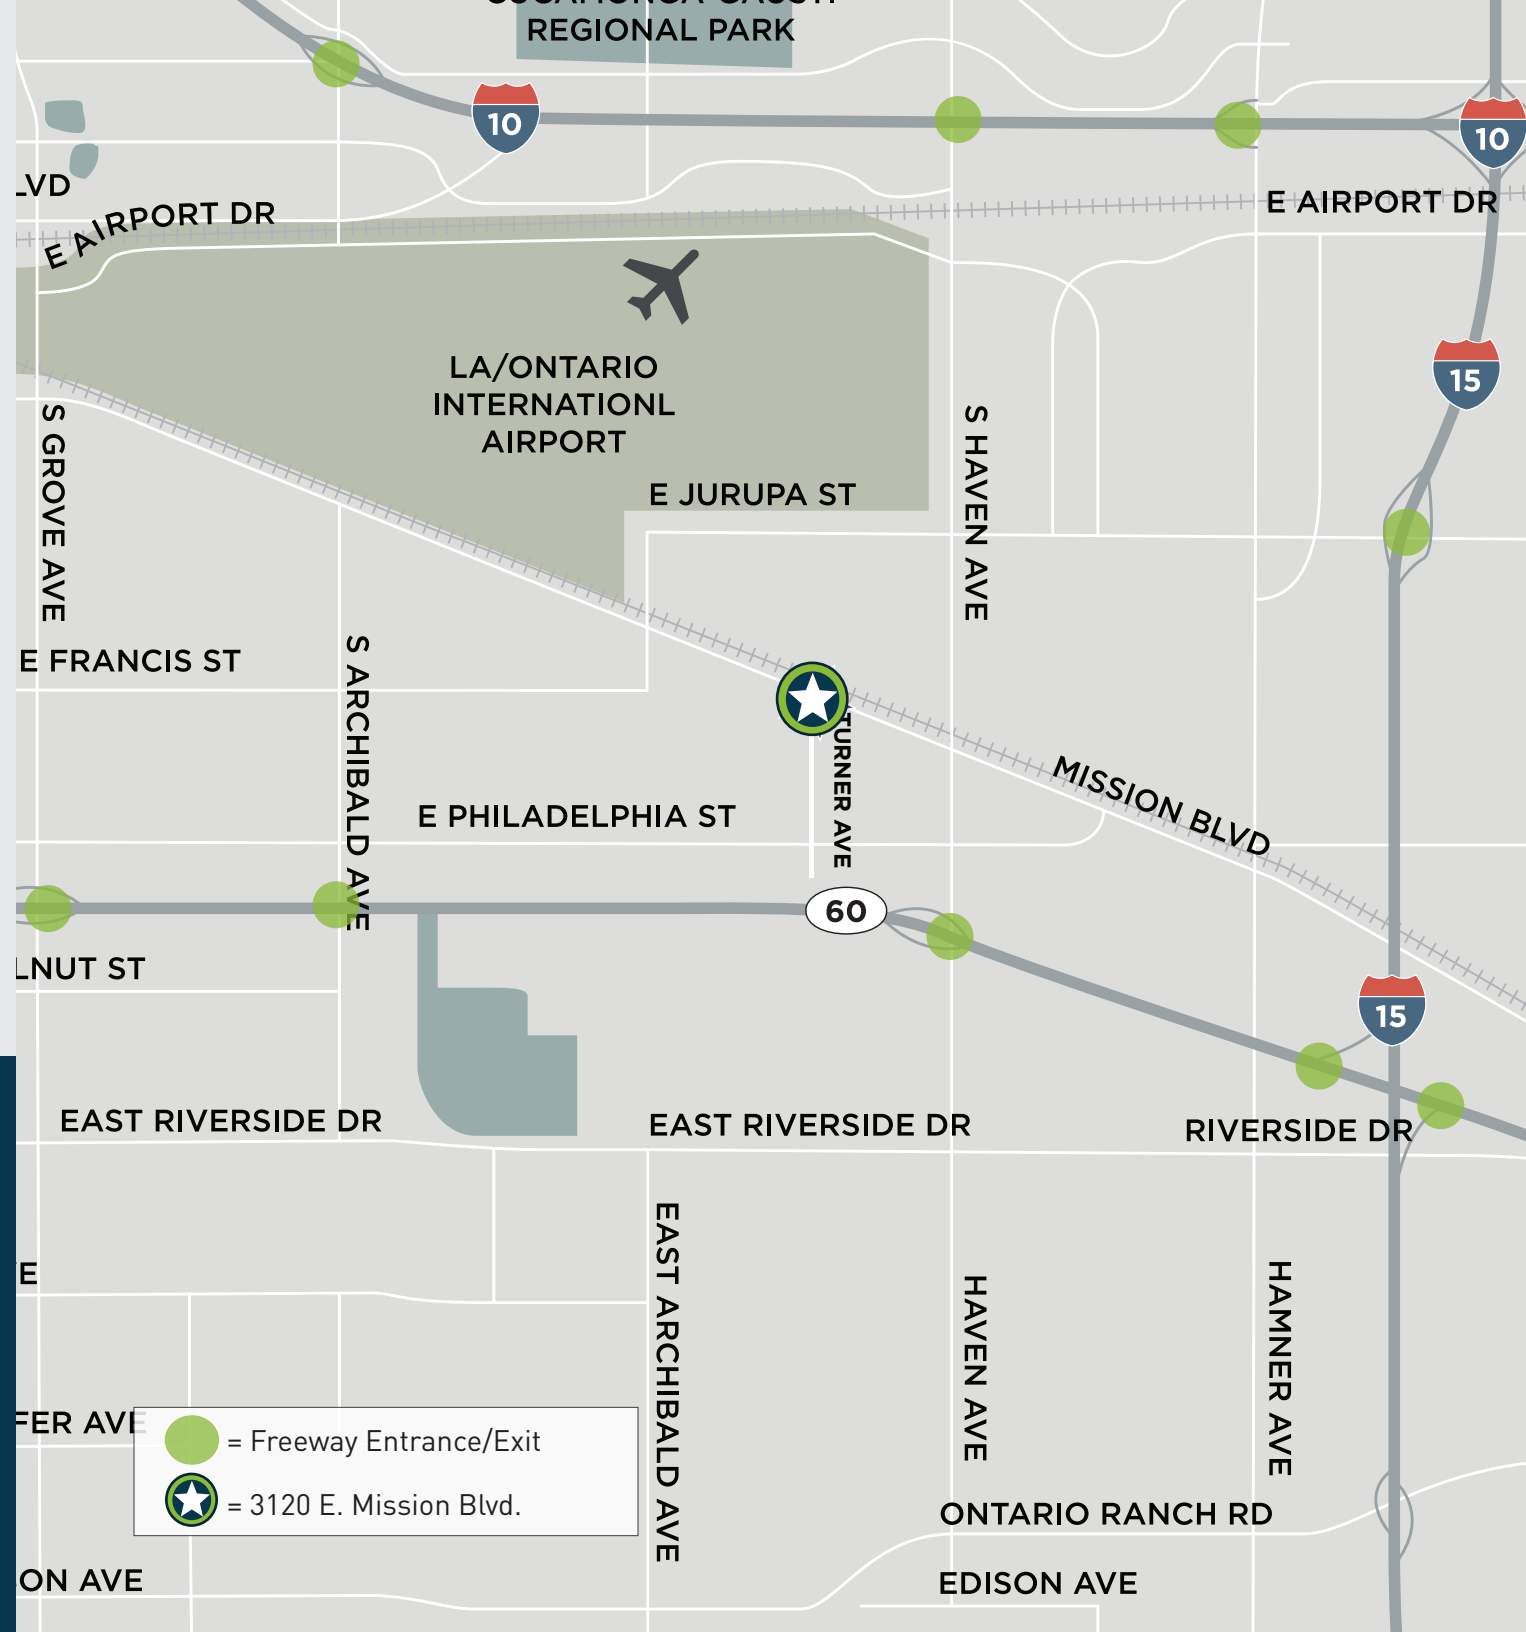 REGIONAL PARK
10
10
LVD
E AIRPORT DR
E AIRPORT DR
LA/ONTARIO
INTERNATIONL
AIRPORT
15
S GROVE AVE
S HAVEN AVE
E JURUPA ST
E FRANCIS ST
S ARCHIBALD AVE
TURNER AVE
MISSION BLVD
E PHILADELPHIA ST
60
LNUT ST
15
EAST RIVERSIDE DR
EAST RIVERSIDE DR
RIVERSIDE DR
EAST ARCHIBALD AVE
HAVEN AVE
HAMNER AVE
E
FER AVE
= Freeway Entrance/Exit
= 3120 E. Mission Blvd.
ONTARIO RANCH RD
ON AVE
EDISON AVE